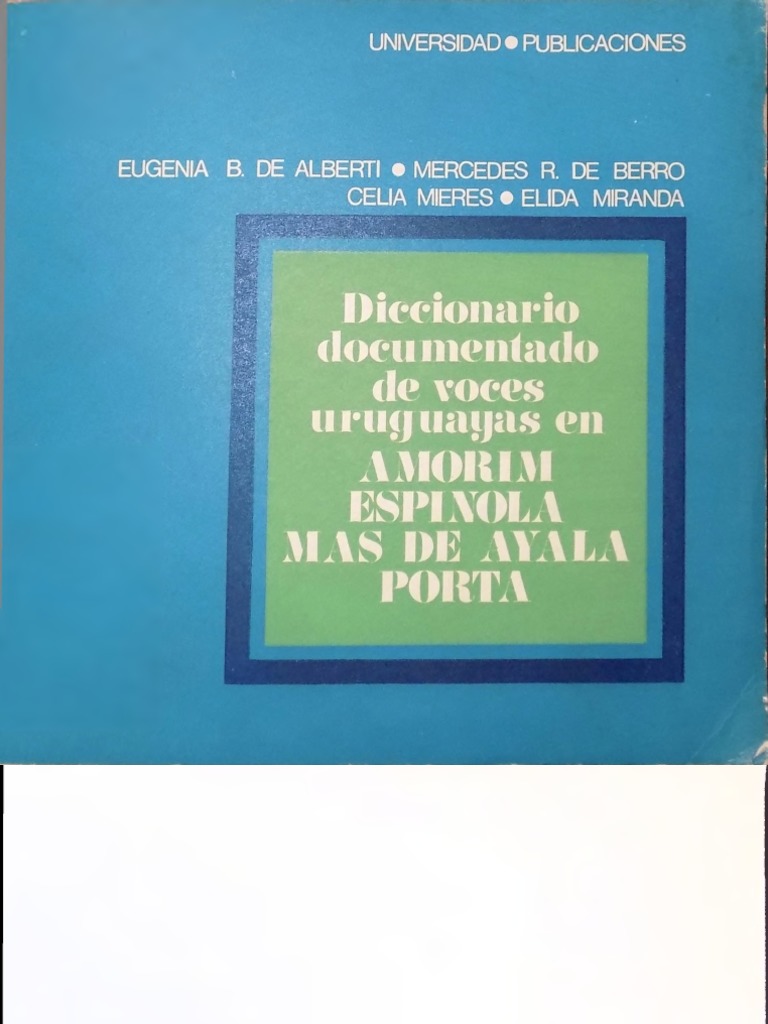 UNIVERSIDAD ● PUBLICACIONES
EUGENIA B. DE ALBERTI ● MERCEDES R. DE BERRO
CELIA MIERES ● ELIDA MIRANDA
Diccionario
documentado
de voces
uruguayas en
AMORIM
ESPINOLA
MAS DE AYALA
PORTA